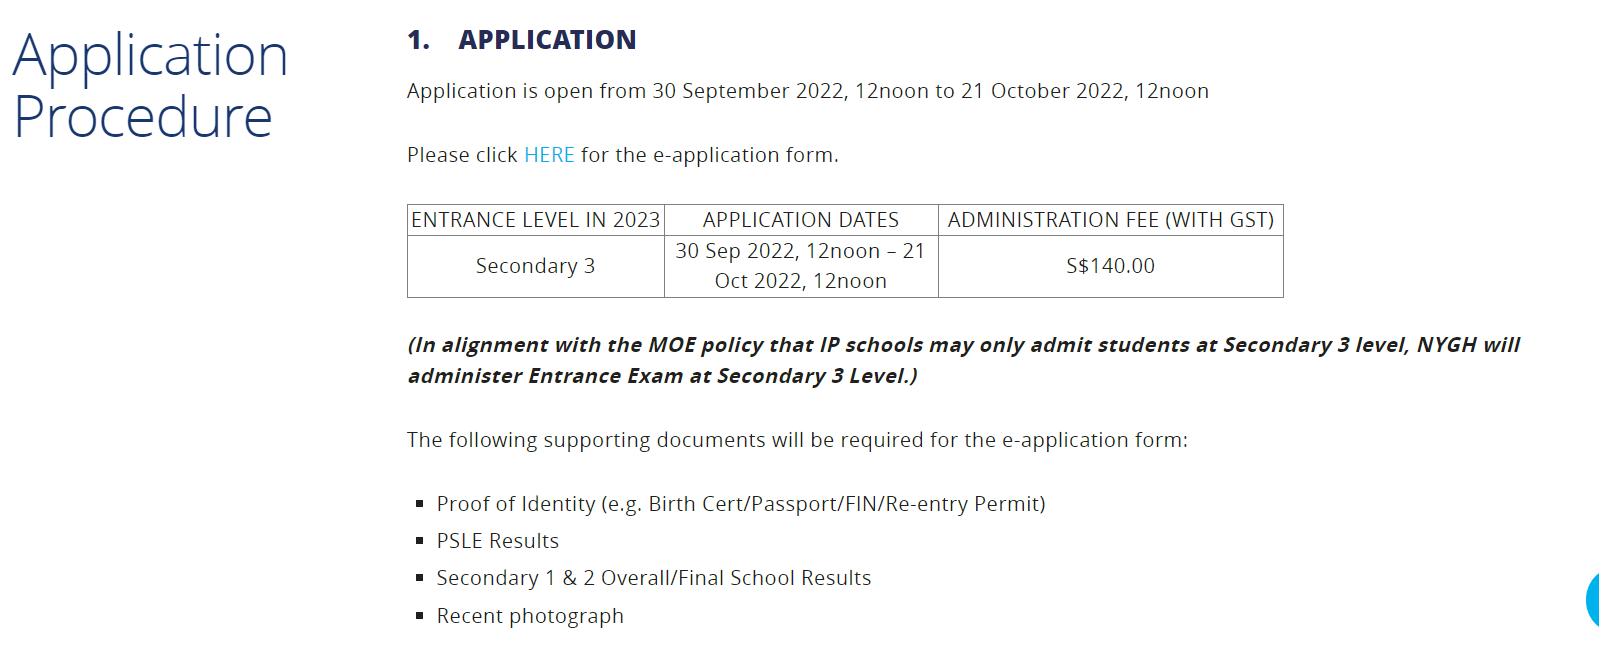 Application
Procedure
1. APPLICATION
Application is open from 30 September 2022, 12noon to 21 October 2022, 12noon
Please click HERE for the e-application form.
ENTRANCE LEVEL IN 2023 APPLICATION DATES ADMINISTRATION FEE (WITH GST)
Secondary 3 30 Sep 2022, 12noon – 21 S$140.00
Oct 2022, 12noon
(In alignment with the MOE policy that IP schools may only admit students at Secondary 3 level, NYGH will
administer Entrance Exam at Secondary 3 Level.)
The following supporting documents will be required for the e-application form:
▪ Proof of Identity (e.g. Birth Cert/Passport/FIN/Re-entry Permit)
▪ PSLE Results
▪ Secondary 1 & 2 Overall/Final School Results
▪ Recent photograph